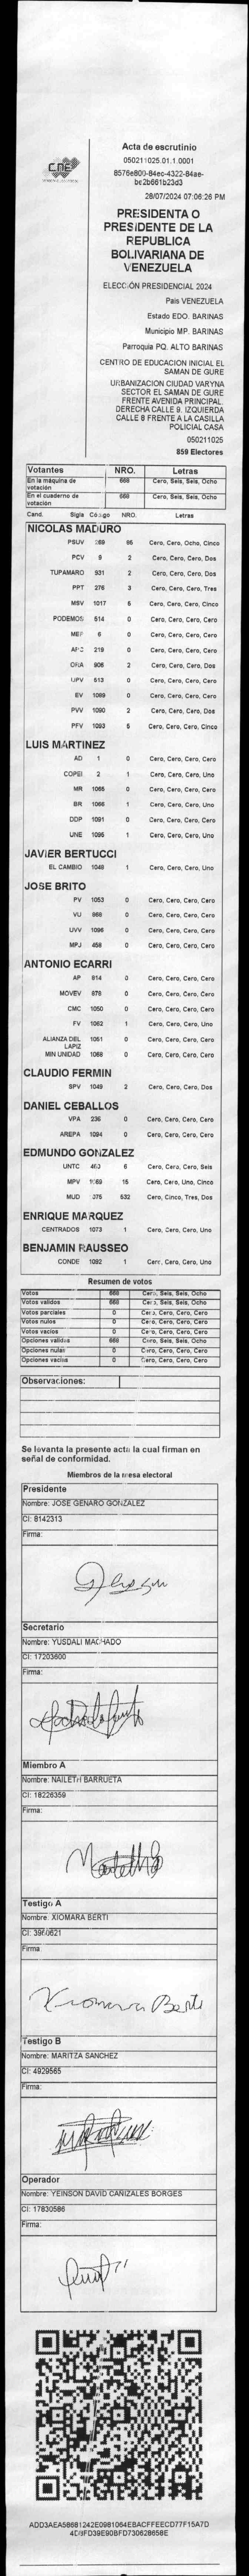 CNE
Acta de escrutinio
050211025.01.1.0001
8576e800-84ec-4322-84ae-
be2b661b23d3
28/07/2024 07:06:26 PM
PRESIDENTA O
PRESIDENTE DE LA
REPUBLICA
BOLIVARIANA DE
VENEZUELA
ELECCIÓN PRESIDENCIAL 2024
Pais VENEZUELA
Estado EDO. BARINAS
Municipio MP. BARINAS
Parroquia PQ. ALTO BARINAS
CENTRO DE EDUCACION INICIAL EL
SAMAN DE GURE
URBANIZACION CIUDAD VARYNA
SECTOR EL SAMAN DE GURE
FRENTE AVENIDA PRINCIPAL.
DERECHA CALLE 9. IZQUIERDA
CALLE 8 FRENTE A LA CASILLA
POLICIAL CASA
050211025
859 Electores
Votantes NRO. Letras
En la máquina de votación 668 Cero, Seis, Seis, Ocho
En el cuaderno de votación 668 Cero, Seis, Seis, Ocho
Cand. Sigla Código NRO. Letras
NICOLAS MADURO
PSUV 269 85 Cero, Cero, Ocho, Cinco
PCV 9 2 Cero, Cero, Cero, Dos
TUPAMARO 931 2 Cero, Cero, Cero, Dos
PPT 276 3 Cero, Cero, Cero, Tres
MSV 1017 5 Cero, Cero, Cero, Cinco
PODEMOS 514 0 Cero, Cero, Cero, Cero
MEP 6 0 Cero, Cero, Cero, Cero
APC 219 0 Cero, Cero, Cero, Cero
ORA 905 2 Cero, Cero, Cero, Dos
UPV 513 0 Cero, Cero, Cero, Cero
EV 1089 0 Cero, Cero, Cero, Cero
PVV 1090 2 Cero, Cero, Cero, Dos
PFV 1093 5 Cero, Cero, Cero, Cinco
LUIS MARTINEZ
AD 1 0 Cero, Cero, Cero, Cero
COPEI 2 1 Cero, Cero, Cero, Uno
MR 1065 0 Cero, Cero, Cero, Cero
BR 1066 1 Cero, Cero, Cero, Uno
DDP 1091 0 Cero, Cero, Cero, Cero
UNE 1095 1 Cero, Cero, Cero, Uno
JAVIER BERTUCCI
EL CAMBIO 1048 1 Cero, Cero, Cero, Uno
JOSE BRITO
PV 1053 0 Cero, Cero, Cero, Cero
VU 868 0 Cero, Cero, Cero, Cero
UVV 1096 0 Cero, Cero, Cero, Cero
MPJ 458 0 Cero, Cero, Cero, Cero
ANTONIO ECARRI
AP 814 0 Cero, Cero, Cero, Cero
MOVEV 878 0 Cero, Cero, Cero, Cero
CMC 1050 0 Cero, Cero, Cero, Cero
FV 1062 1 Cero, Cero, Cero, Uno
ALIANZA DEL LAPIZ 1051 0 Cero, Cero, Cero, Cero
MIN UNIDAD 1068 0 Cero, Cero, Cero, Cero
CLAUDIO FERMIN
SPV 1049 2 Cero, Cero, Cero, Dos
DANIEL CEBALLOS
VPA 236 0 Cero, Cero, Cero, Cero
AREPA 1094 0 Cero, Cero, Cero, Cero
EDMUNDO GONZALEZ
UNTC 6 Cero, Cero, Cero, Seis
MPV 15 Cero, Cero, Uno, Cinco
MUD 532 Cero, Cinco, Tres, Dos
ENRIQUE MARQUEZ
CENTRADOS 1073 1 Cero, Cero, Cero, Uno
BENJAMIN RAUSSEO
CONDE 1092 1 Cero, Cero, Cero, Uno
Resumen de votos
Votos 668 Cero, Seis, Seis, Ocho
Votos validos 668 Cero, Seis, Seis, Ocho
Votos parciales 0 Cero, Cero, Cero, Cero
Votos nulos 0 Cero, Cero, Cero, Cero
Votos vacios 0 Cero, Cero, Cero, Cero
Opciones validas 668 Cero, Seis, Seis, Ocho
Opciones nulas 0 Cero, Cero, Cero, Cero
Opciones vacias 0 Cero, Cero, Cero, Cero
Observaciones:
Se levanta la presente acta la cual firman en
señal de conformidad.
Miembros de la mesa electoral
Presidente
Nombre: JOSE GENARO GONZALEZ
CI: 8142313
Firma:
Secretario
Nombre: YUSDALI MACHADO
CI: 17203600
Firma:
Miembro A
Nombre: NAILETH BARRUETA
CI: 18226359
Firma:
Testigo A
Nombre: XIOMARA BERTI
CI: 3960621
Firma:
Xiomara Berti
Testigo B
Nombre: MARITZA SANCHEZ
CI: 4929565
Firma:
Operador
Nombre: YEINSON DAVID CAÑIZALES BORGES
CI: 17830586
Firma: